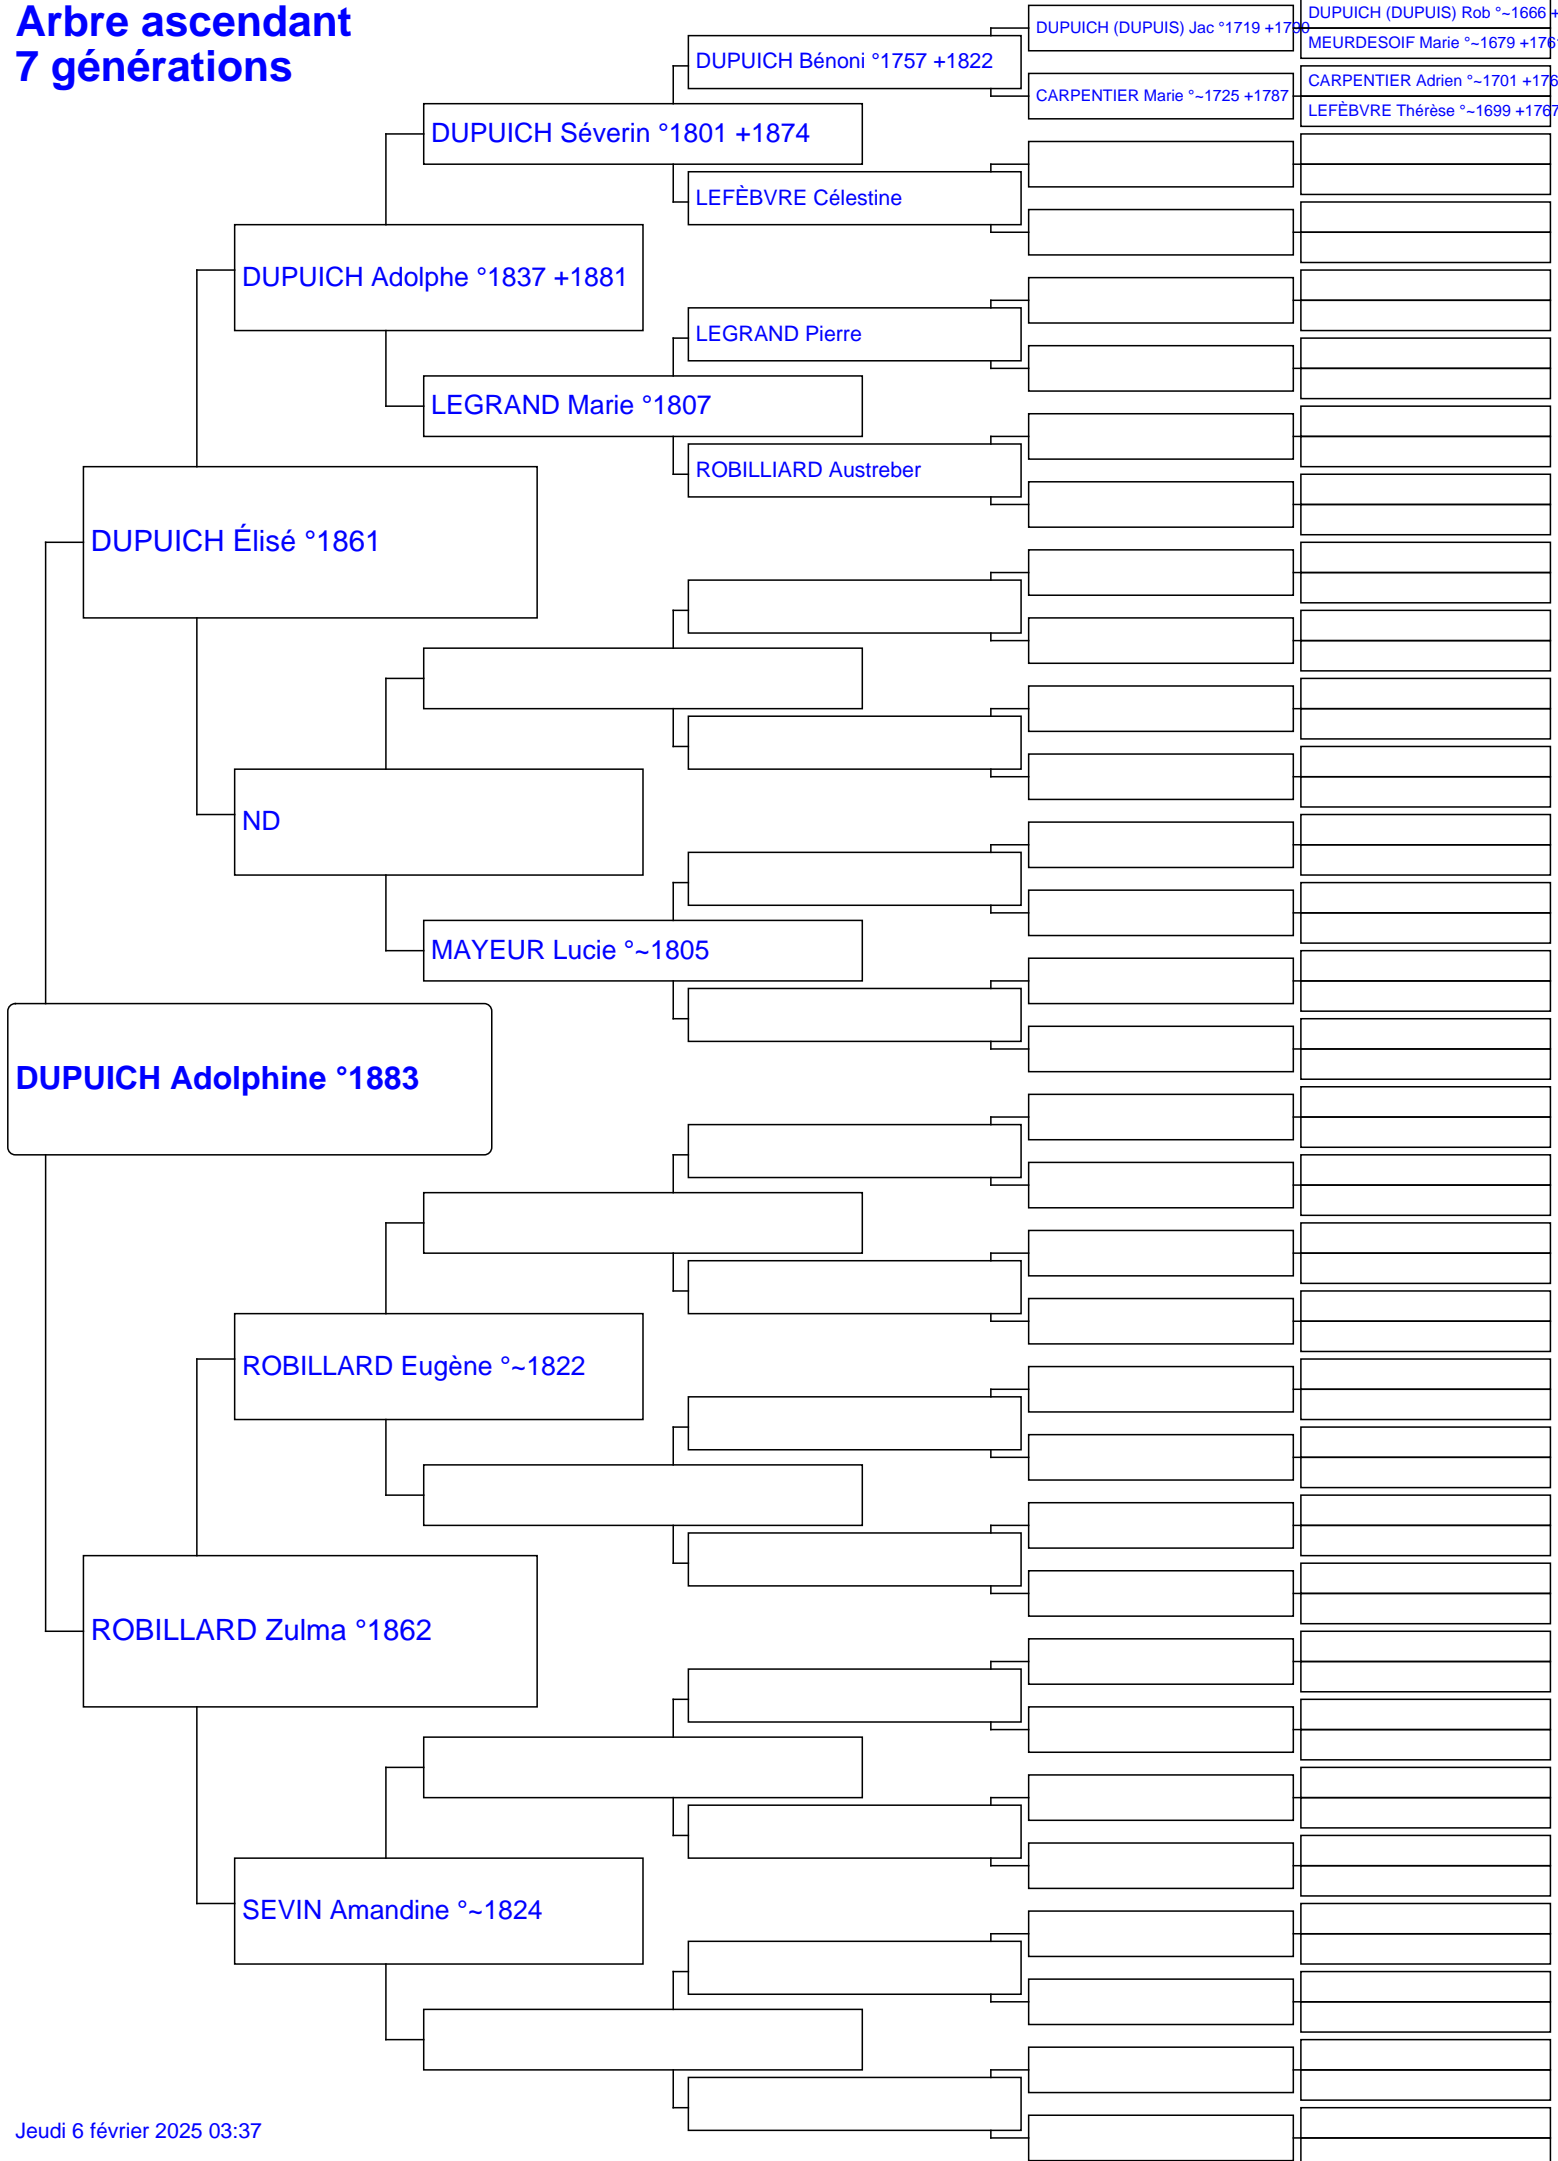 Arbre ascendant
7 générations
DUPUICH (DUPUIS) Rob °~1666 +
DUPUICH (DUPUIS) Jac °1719 +1790
MEURDESOIF Marie °~1679 +176
DUPUICH Bénoni °1757 +1822
CARPENTIER Adrien °~1701 +176
CARPENTIER Marie °~1725 +1787
LEFÈBVRE Thérèse °~1699 +1767
DUPUICH Séverin °1801 +1874
LEFÈBVRE Célestine
DUPUICH Adolphe °1837 +1881
LEGRAND Pierre
LEGRAND Marie °1807
ROBILLIARD Austreber
DUPUICH Élisé °1861
ND
MAYEUR Lucie °~1805
DUPUICH Adolphine °1883
ROBILLARD Eugène °~1822
ROBILLARD Zulma °1862
SEVIN Amandine °~1824
Jeudi 6 février 2025 03:37